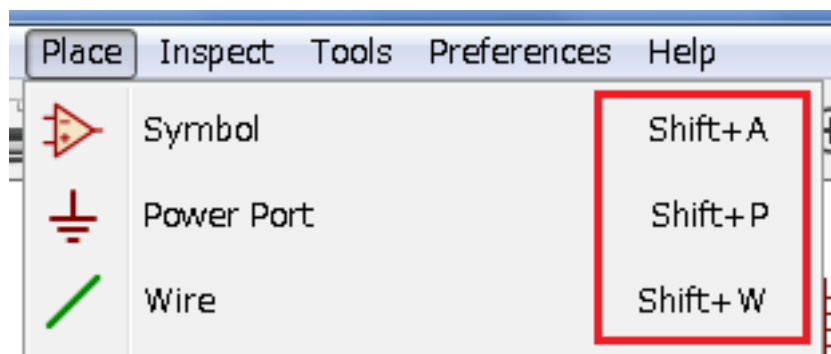 Place Inspect Tools Preferences Help
Symbol Shift+A
Power Port Shift+P
Wire Shift+W